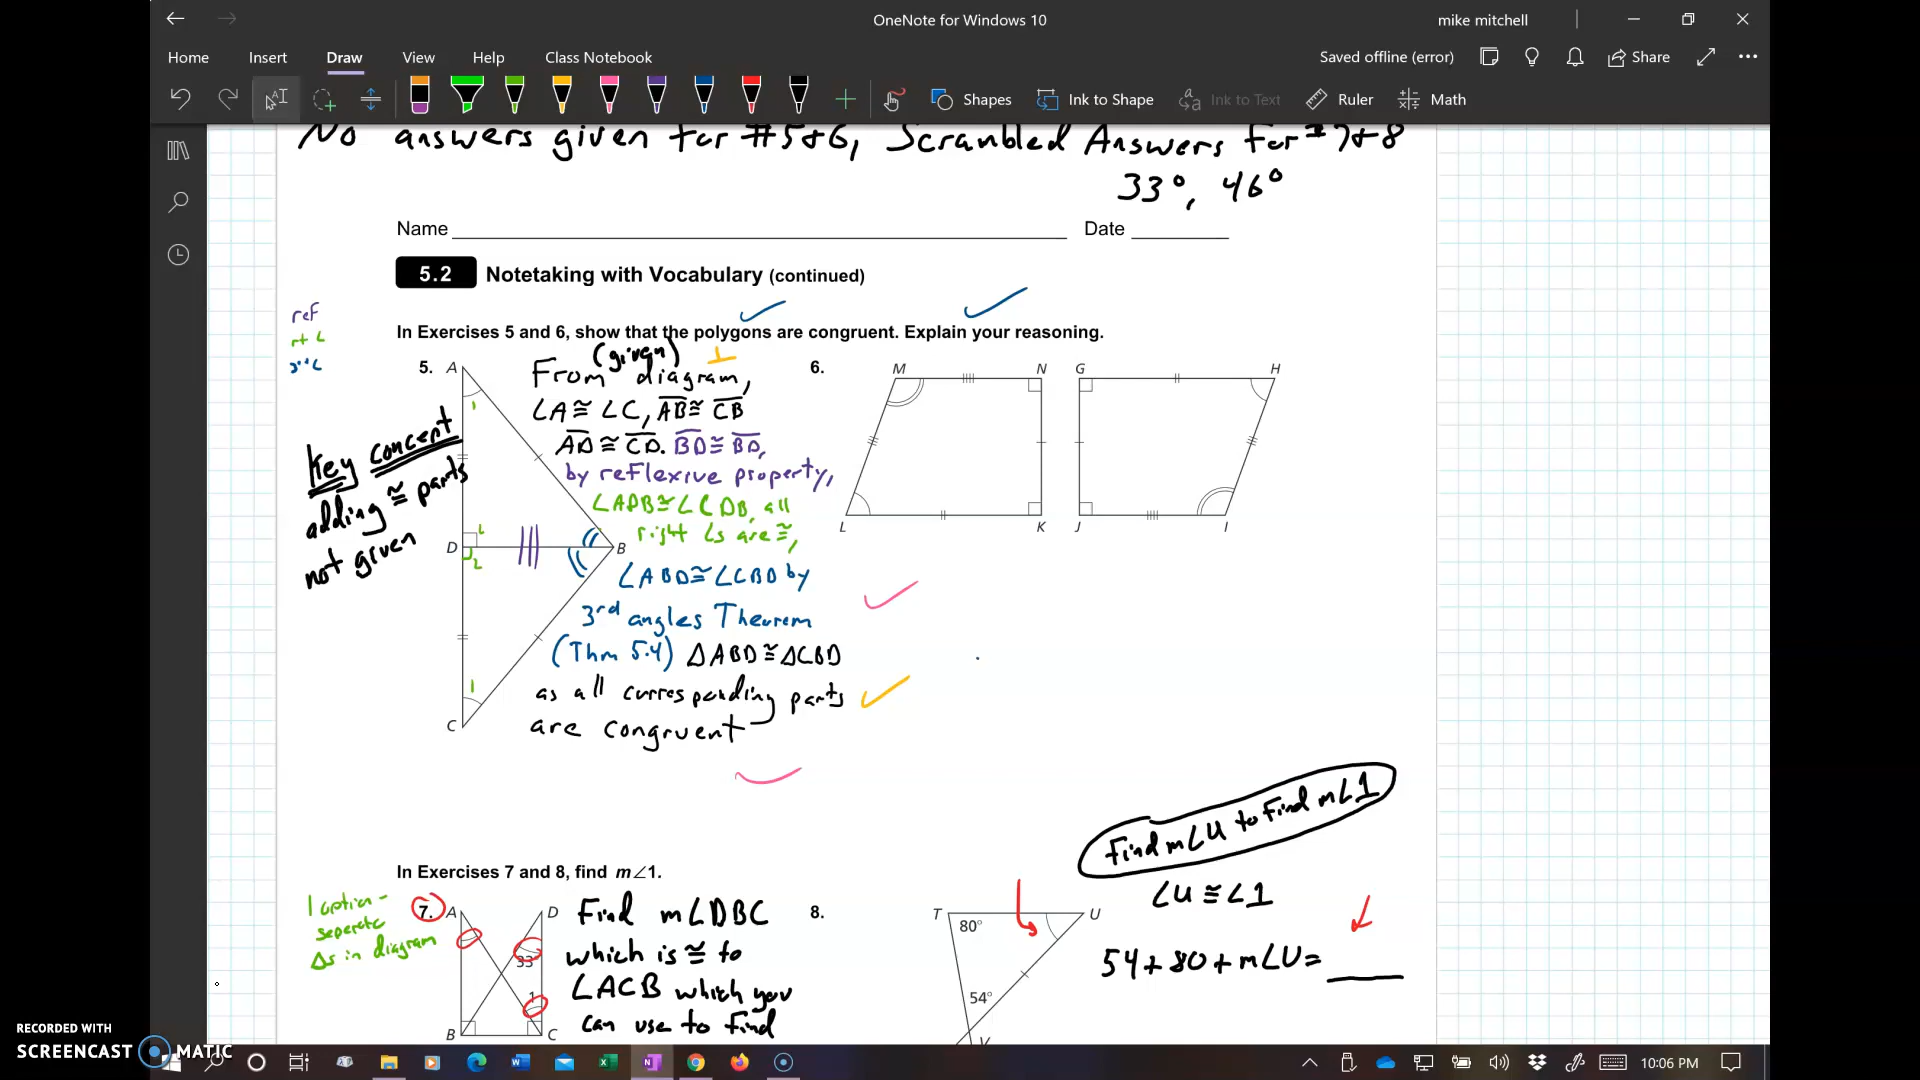 OneNote for Windows 10
mike mitchell
Home Insert Draw View Help Class Notebook
Saved offline (error) Share
Shapes Ink to Shape Ink to Text Ruler Math
No answers given for #5&6, Scrambled Answers for #7&8
33°, 46°
Name Date
5.2 Notetaking with Vocabulary (continued)
ref
rt ∠
3rd ∠
In Exercises 5 and 6, show that the polygons are congruent. Explain your reasoning.
5. A
D
B
C
Key concept
adding ≅ parts
not given
1
1
2
1
(given) ⊥
From diagram,
∠A ≅ ∠C, AB ≅ CB
AD ≅ CD. BD ≅ BD,
by reflexive property,
∠ADB ≅ ∠CDB, all
right ∠s are ≅,
∠ABD ≅ ∠CBD by
3rd angles Theorem
(Thm 5.4) ΔABD ≅ ΔCBD
as all corresponding parts
are congruent
6. M N G H
L K J I
In Exercises 7 and 8, find m∠1.
1 option -
seperate
Δs in diagram
7. A D
33°
1
B C
Find m∠DBC
which is ≅ to
∠ACB which you
can use to find
8. T U
80°
54°
V
Find m∠U to find m∠1
∠U ≅ ∠1
54 + 80 + m∠U =
RECORDED WITH
SCREENCAST MATIC
10:06 PM